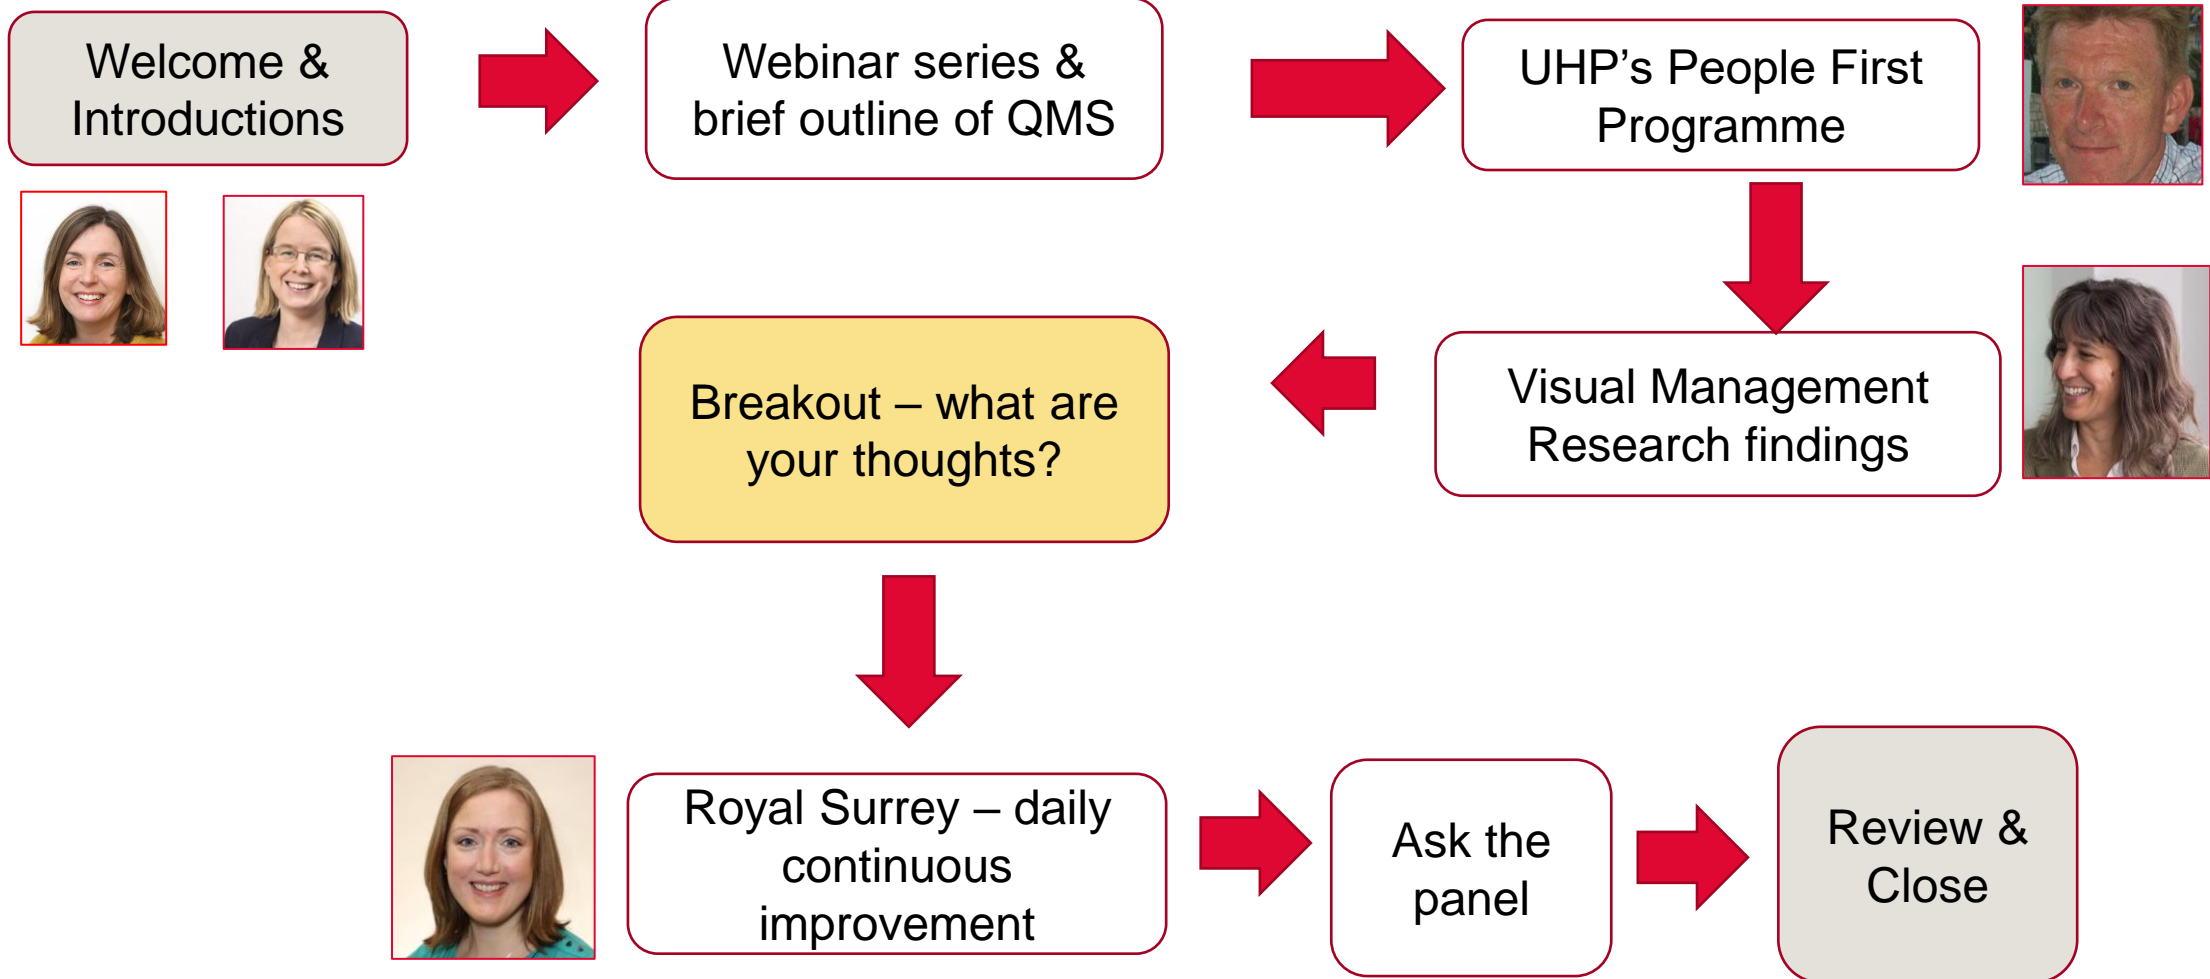 Welcome &
Introductions
Webinar series &
brief outline of QMS
UHP's People First
Programme
Visual Management
Research findings
Breakout – what are
your thoughts?
Royal Surrey – daily
continuous
improvement
Ask the
panel
Review &
Close